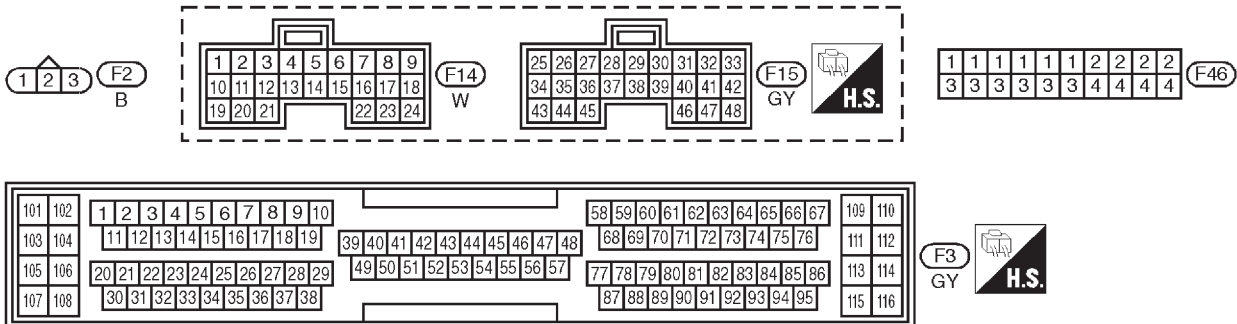 1 2 3 F2
B
1 2 3 4 5 6 7 8 9
10 11 12 13 14 15 16 17 18
19 20 21 22 23 24
F14
W
25 26 27 28 29 30 31 32 33
34 35 36 37 38 39 40 41 42
43 44 45 46 47 48
F15
GY
H.S.
1 1 1 1 1 1 2 2 2 2
3 3 3 3 3 3 4 4 4 4
F46
101 102
103 104
105 106
107 108
1 2 3 4 5 6 7 8 9 10
11 12 13 14 15 16 17 18 19
20 21 22 23 24 25 26 27 28 29
30 31 32 33 34 35 36 37 38
39 40 41 42 43 44 45 46 47 48
49 50 51 52 53 54 55 56 57
58 59 60 61 62 63 64 65 66 67
68 69 70 71 72 73 74 75 76
77 78 79 80 81 82 83 84 85 86
87 88 89 90 91 92 93 94 95
109 110
111 112
113 114
115 116
F3
GY
H.S.